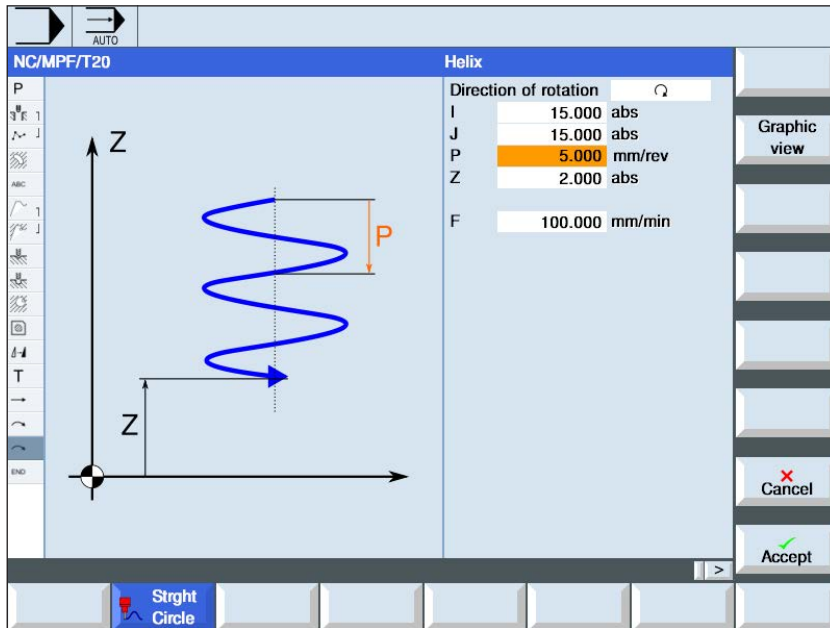 AUTO
NC/MPF/T20
Helix
P
ABC
T
END
Z
P
Z
Direction of rotation
I 15.000 abs
J 15.000 abs
P 5.000 mm/rev
Z 2.000 abs
F 100.000 mm/min
Graphic
view
Cancel
Accept
>
Strght
Circle